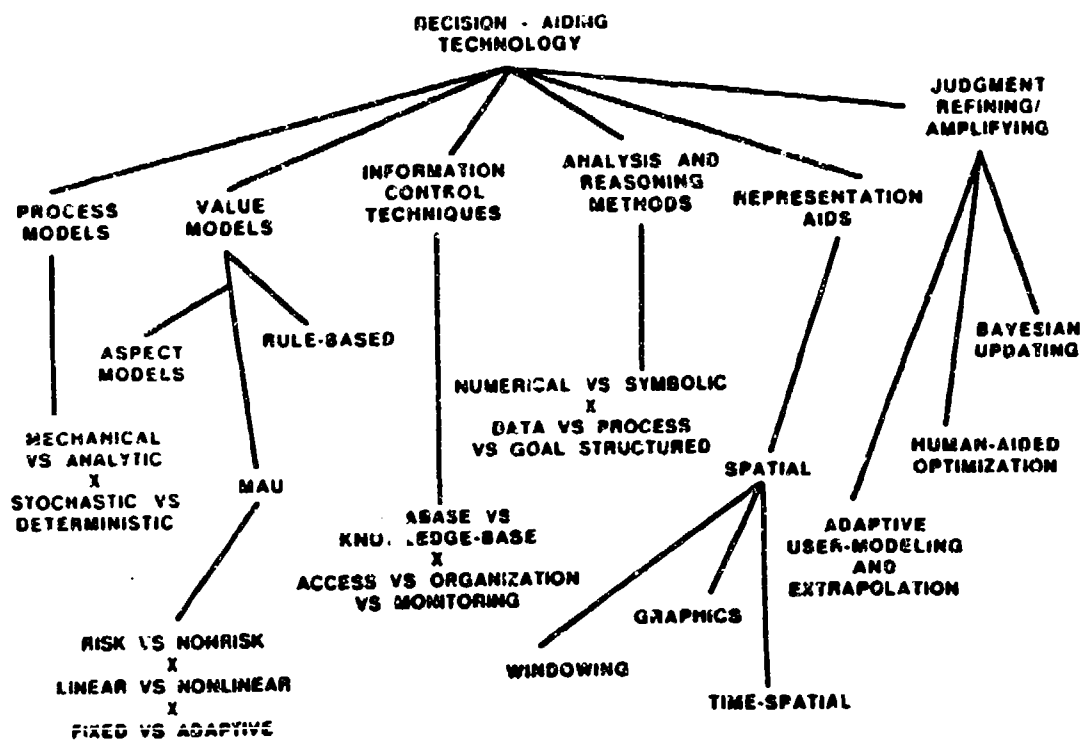 DECISION - AIDING
TECHNOLOGY
JUDGMENT
REFINING/
AMPLIFYING
PROCESS
MODELS
VALUE
MODELS
INFORMATION
CONTROL
TECHNIQUES
ANALYSIS AND
REASONING
METHODS
REPRESENTATION
AIDS
ASPECT
MODELS
RULE-BASED
BAYESIAN
UPDATING
MECHANICAL
VS ANALYTIC
X
STOCHASTIC VS
DETERMINISTIC
MAU
NUMERICAL VS SYMBOLIC
X
DATA VS PROCESS
VS GOAL STRUCTURED
SPATIAL
HUMAN-AIDED
OPTIMIZATION
VS
X
ACCESS VS ORGANIZATION
VS MONITORING
ADAPTIVE
USER-MODELING
AND
EXTRAPOLATION
RISK VS NONRISK
X
LINEAR VS NONLINEAR
X
FIXED VS ADAPTIVE
WINDOWING
GRAPHICS
TIME-SPATIAL